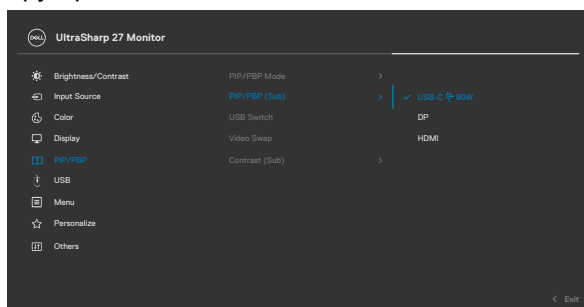 DELL
UltraSharp 27 Monitor
Brightness/Contrast
Input Source
Color
Display
PIP/PBP
USB
Menu
Personalize
Others
PIP/PBP Mode
PIP/PBP (Sub)
USB Switch
Video Swap
Contrast (Sub)
USB-C 90W
DP
HDMI
Exit